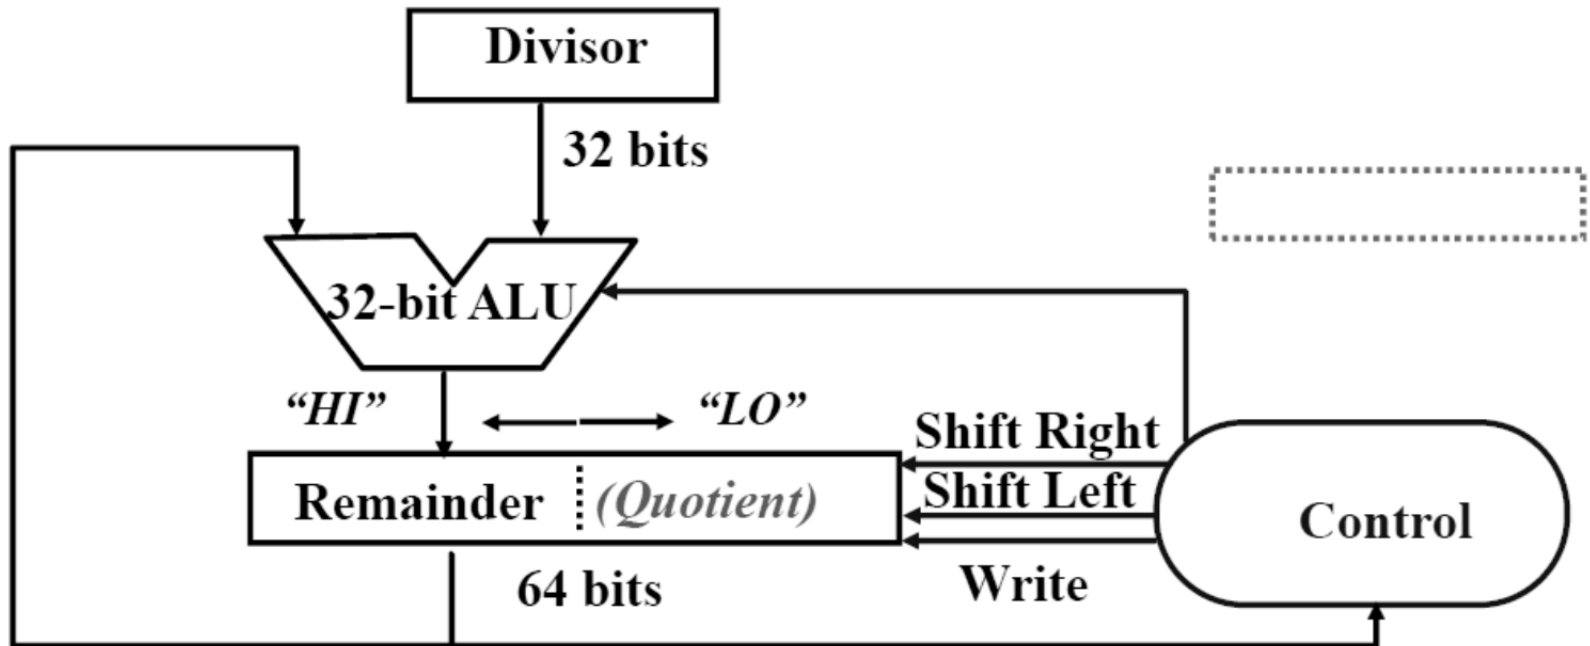 Divisor
32 bits
32-bit ALU
“HI”
“LO”
Shift Right
Shift Left
Remainder
(Quotient)
Control
Write
64 bits